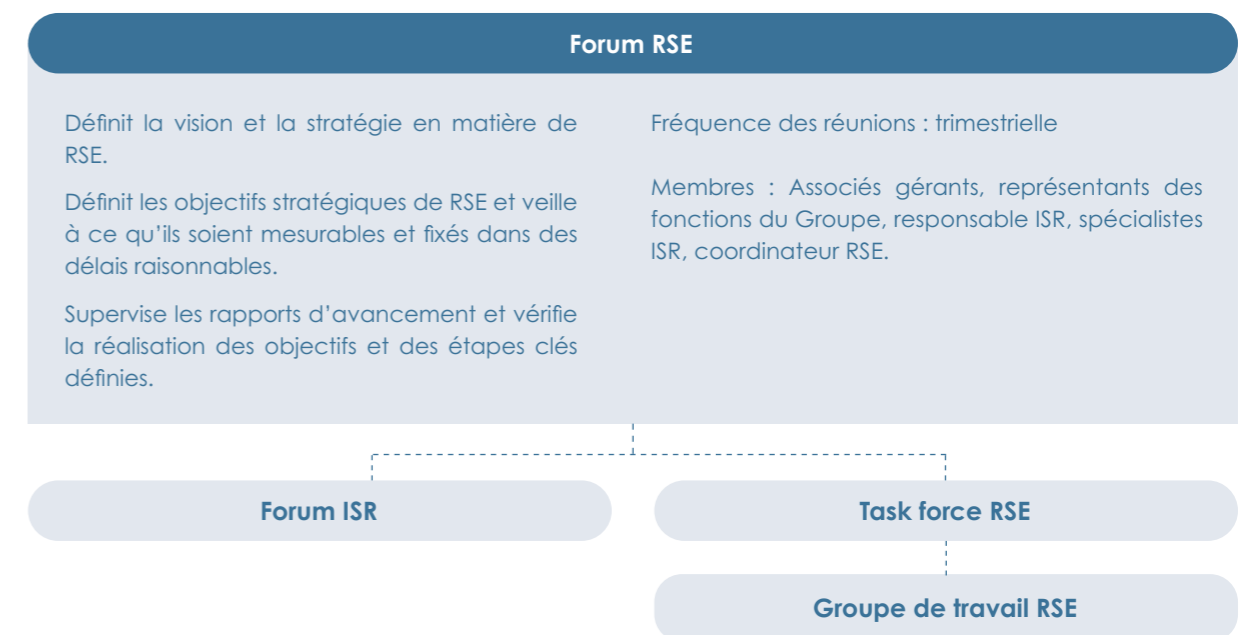 Forum RSE
Définit la vision et la stratégie en matière de
RSE.
Définit les objectifs stratégiques de RSE et veille
à ce qu’ils soient mesurables et fixés dans des
délais raisonnables.
Supervise les rapports d’avancement et vérifie
la réalisation des objectifs et des étapes clés
définies.
Fréquence des réunions : trimestrielle
Membres : Associés gérants, représentants des
fonctions du Groupe, responsable ISR, spécialistes
ISR, coordinateur RSE.
Forum ISR
Task force RSE
Groupe de travail RSE